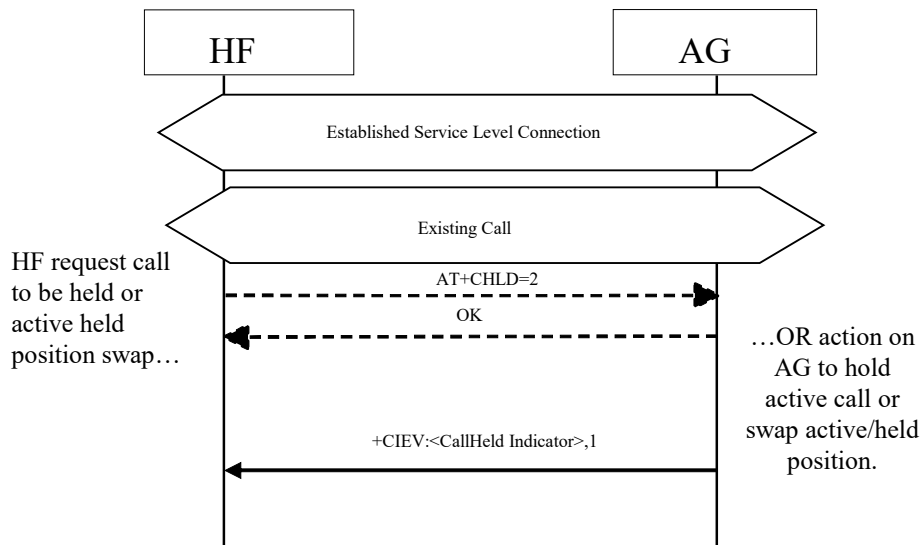 HF
AG
Established Service Level Connection
Existing Call
HF request call
to be held or
active held
position swap…
AT+CHLD=2
OK
…OR action on
AG to hold
active call or
swap active/held
position.
+CIEV:<CallHeld Indicator>,1